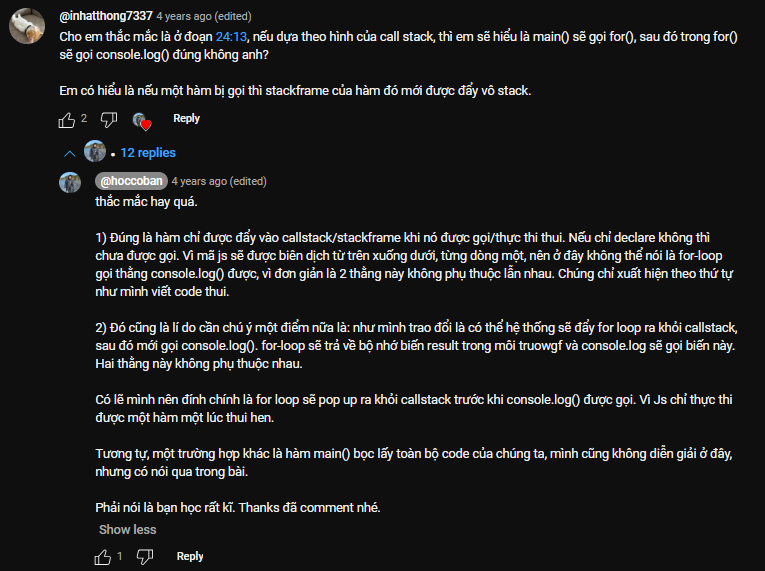 @inhatthong7337 4 years ago (edited)
Cho em thắc mắc là ở đoạn 24:13, nếu dựa theo hình của call stack, thì em sẽ hiểu là main() sẽ gọi for(), sau đó trong for()
sẽ gọi console.log() đúng không anh?
Em có hiểu là nếu một hàm bị gọi thì stackframe của hàm đó mới được đẩy vô stack.
2 Reply
12 replies
@hoccoban 4 years ago (edited)
thắc mắc hay quá.
1) Đúng là hàm chỉ được đẩy vào callstack/stackframe khi nó được gọi/thực thi thui. Nếu chỉ declare không thì
chưa được gọi. Vì mã js sẽ được biên dịch từ trên xuống dưới, từng dòng một, nên ở đây không thể nói là for-loop
gọi thằng console.log() được, vì đơn giản là 2 thằng này không phụ thuộc lẫn nhau. Chúng chỉ xuất hiện theo thứ tự
như mình viết code thui.
2) Đó cũng là lí do cần chú ý một điểm nữa là: như mình trao đổi là có thể hệ thống sẽ đẩy for loop ra khỏi callstack,
sau đó mới gọi console.log(). for-loop sẽ trả về bộ nhớ biến result trong môi truowgf và console.log sẽ gọi biến này.
Hai thằng này không phụ thuộc nhau.
Có lẽ mình nên đính chính là for loop sẽ pop up ra khỏi callstack trước khi console.log() được gọi. Vì Js chỉ thực thi
được một hàm một lúc thui hen.
Tương tự, một trường hợp khác là hàm main() bọc lấy toàn bộ code của chúng ta, mình cũng không diễn giải ở đây,
nhưng có nói qua trong bài.
Phải nói là bạn học rất kĩ. Thanks đã comment nhé.
Show less
1 Reply